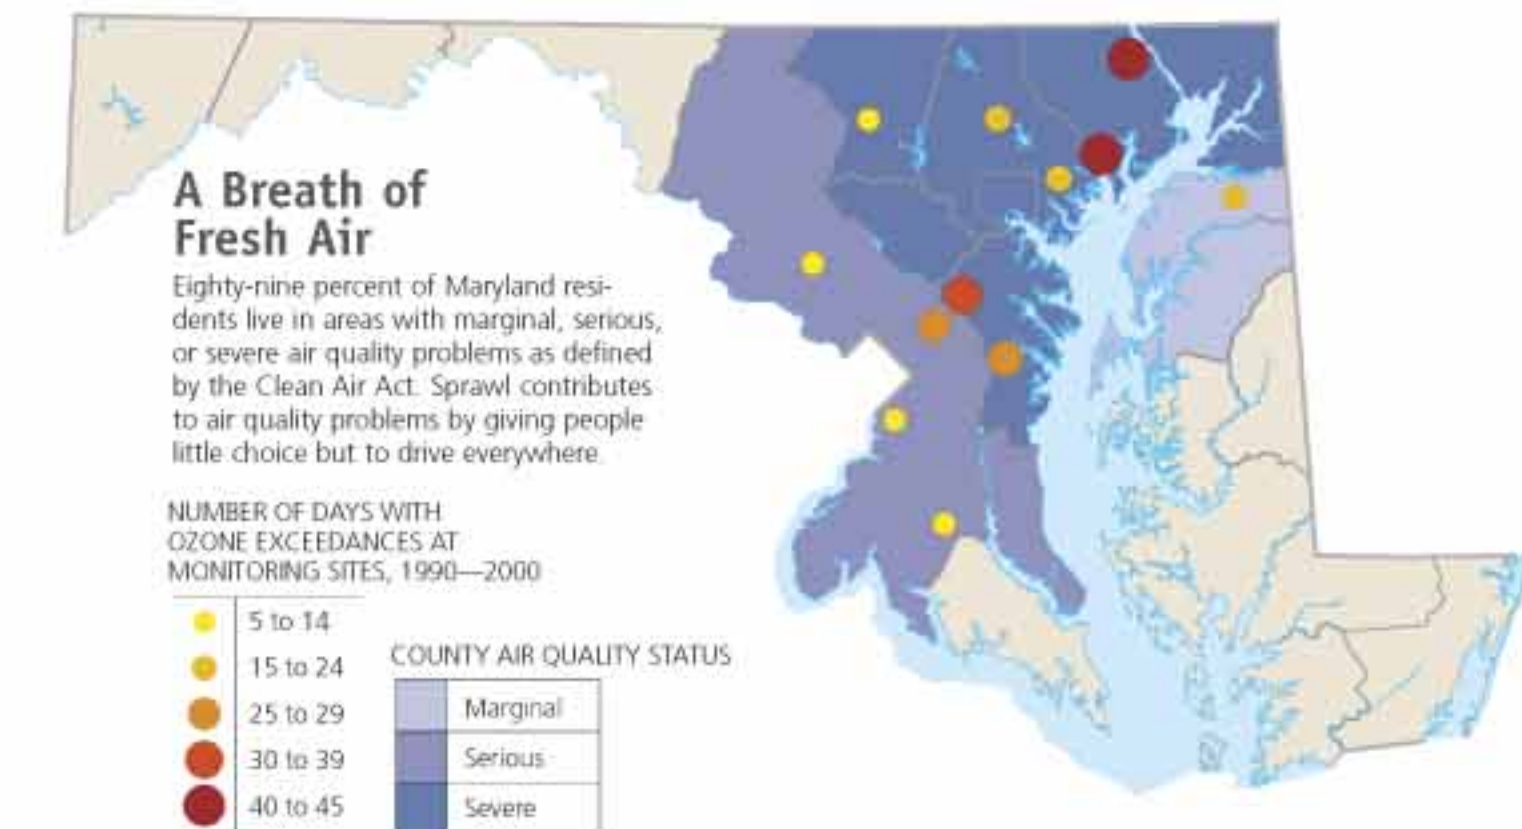 A Breath of
Fresh Air
Eighty-nine percent of Maryland resi-
dents live in areas with marginal, serious,
or severe air quality problems as defined
by the Clean Air Act. Sprawl contributes
to air quality problems by giving people
little choice but to drive everywhere.
NUMBER OF DAYS WITH
OZONE EXCEEDANCES AT
MONITORING SITES, 1990—2000
5 to 14
15 to 24
25 to 29
30 to 39
40 to 45
COUNTY AIR QUALITY STATUS
Marginal
Serious
Severe